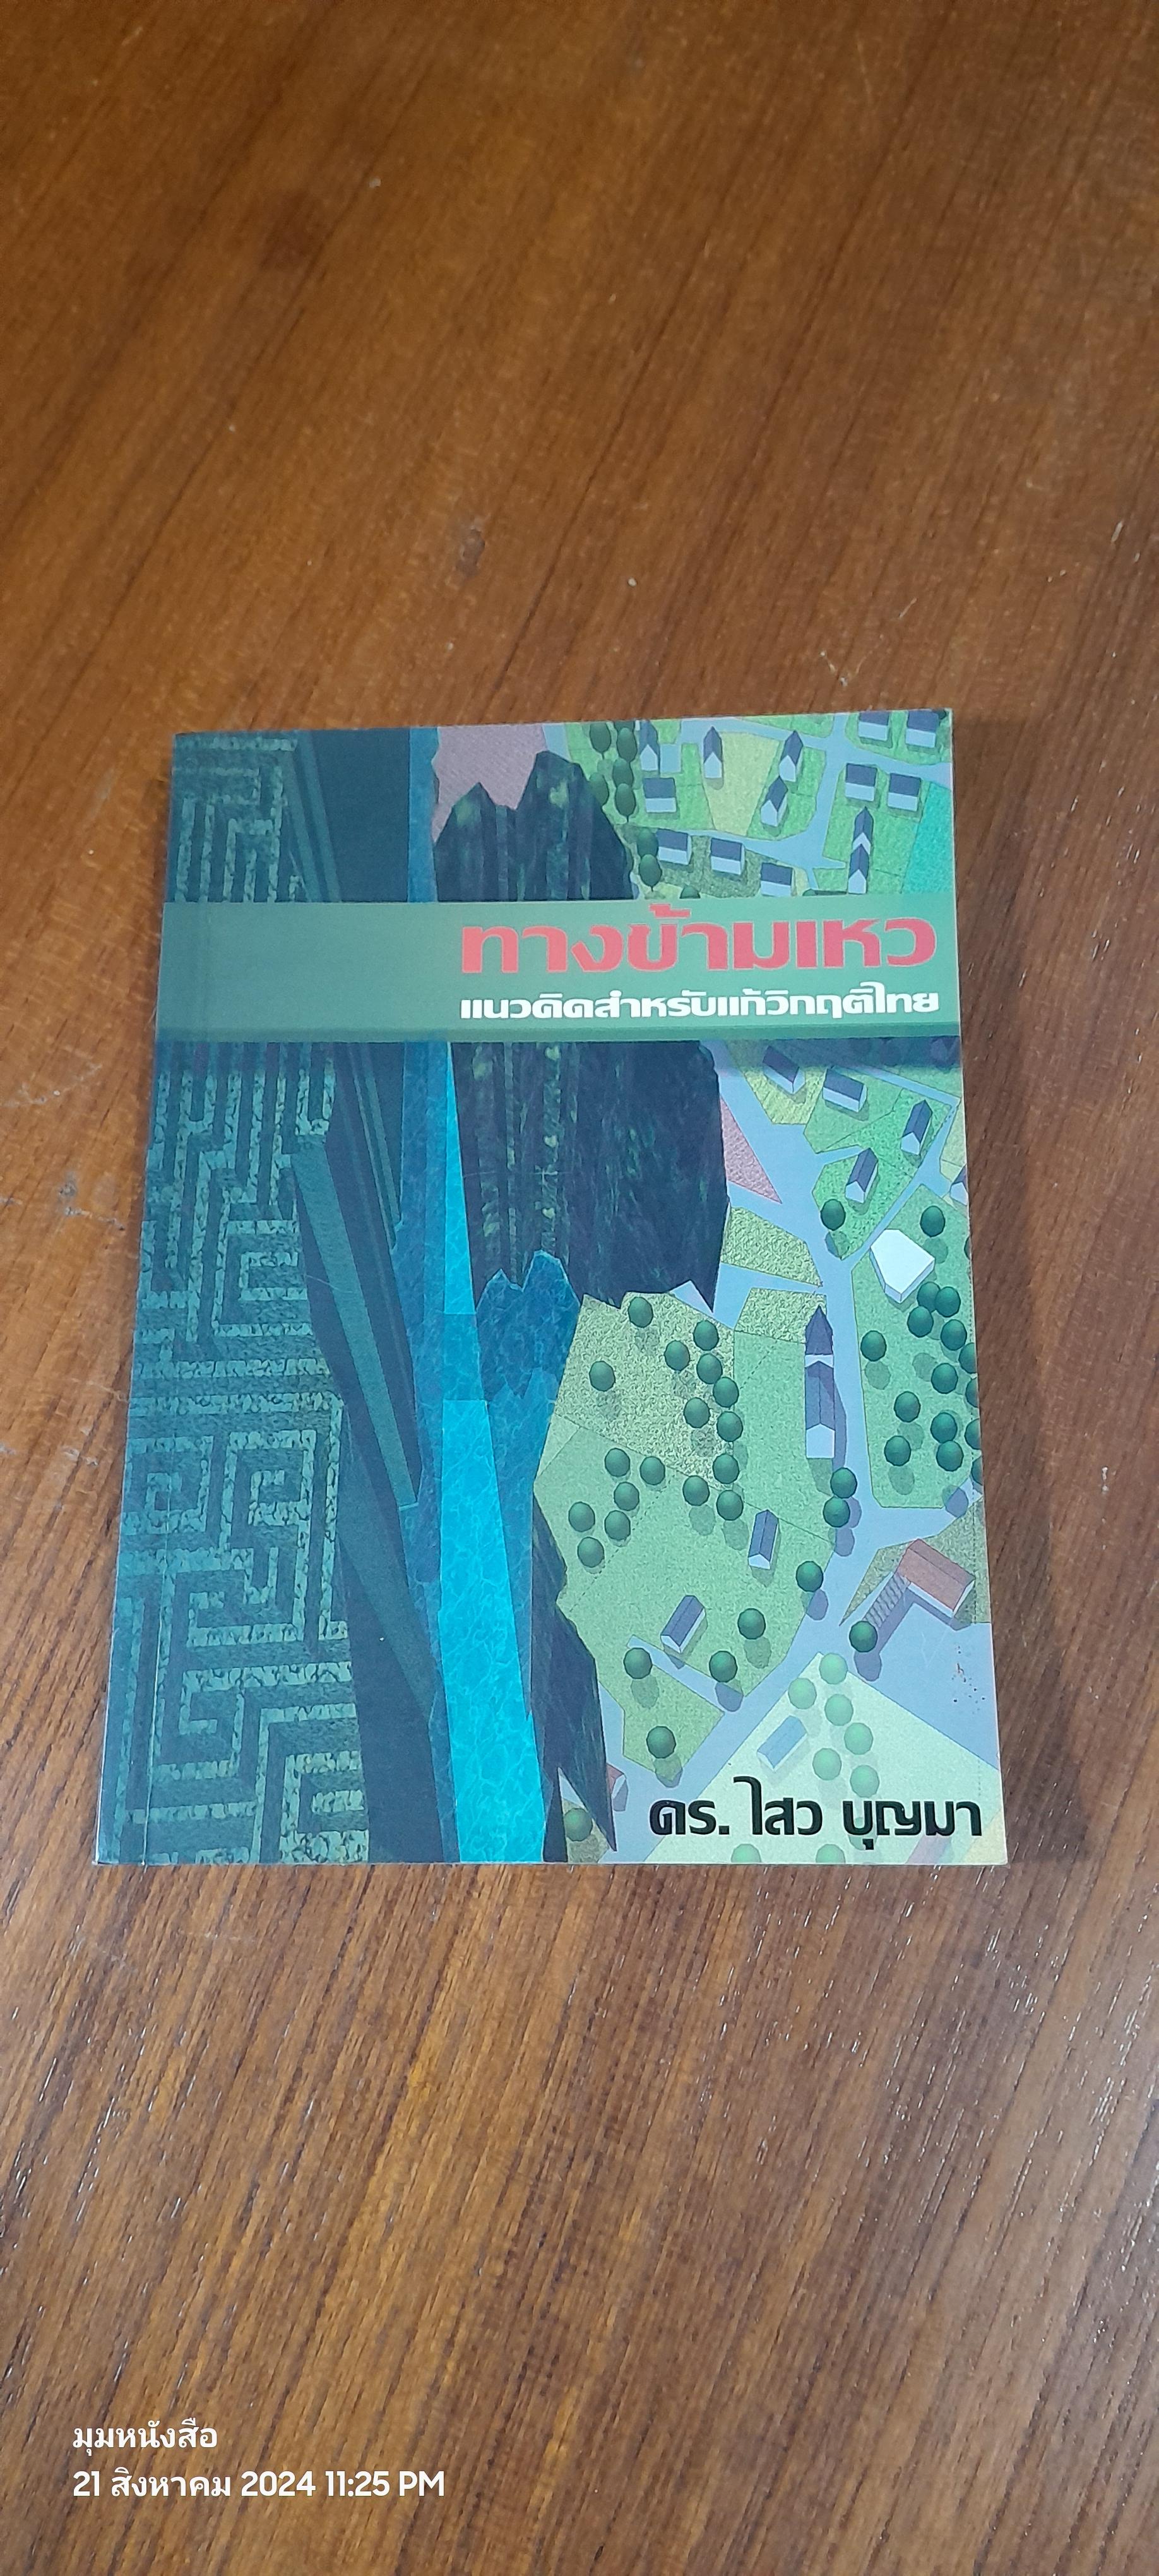 ทางข้ามเหว
แนวคิดสำหรับแก้วิกฤติไทย
ดร. ไสว บุญมา
มุมหนังสือ
21 สิงหาคม 2024 11:25 PM